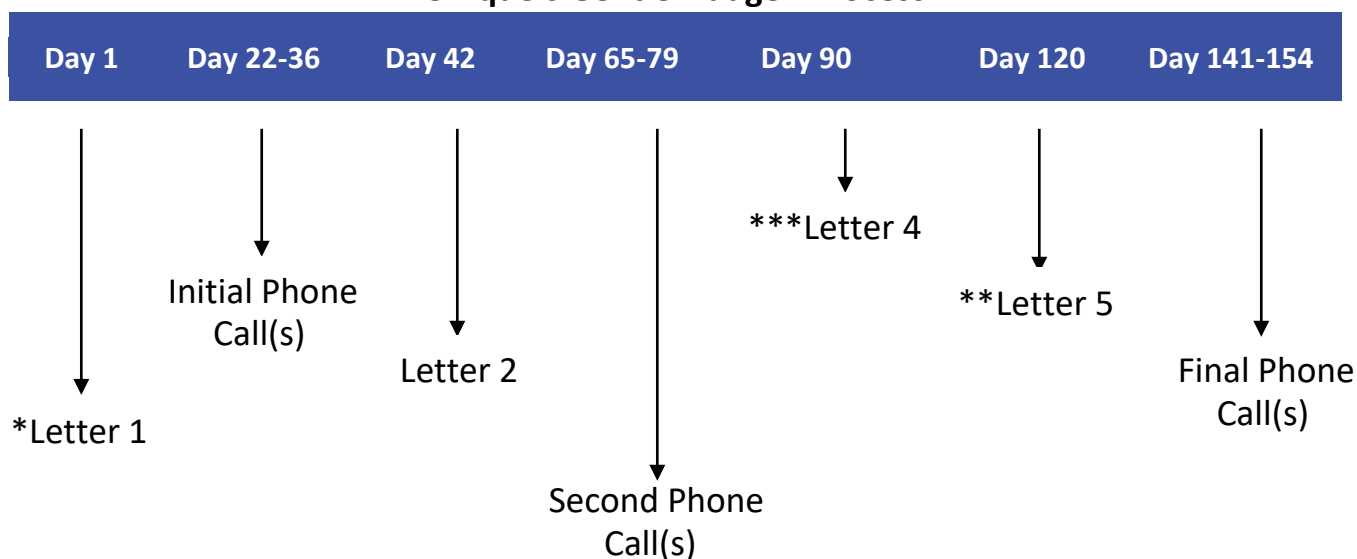 Day 1 Day 22-36 Day 42 Day 65-79 Day 90 Day 120 Day 141-154
***Letter 4
Initial Phone
Call(s)
**Letter 5
Letter 2
Final Phone
Call(s)
*Letter 1
Second Phone
Call(s)